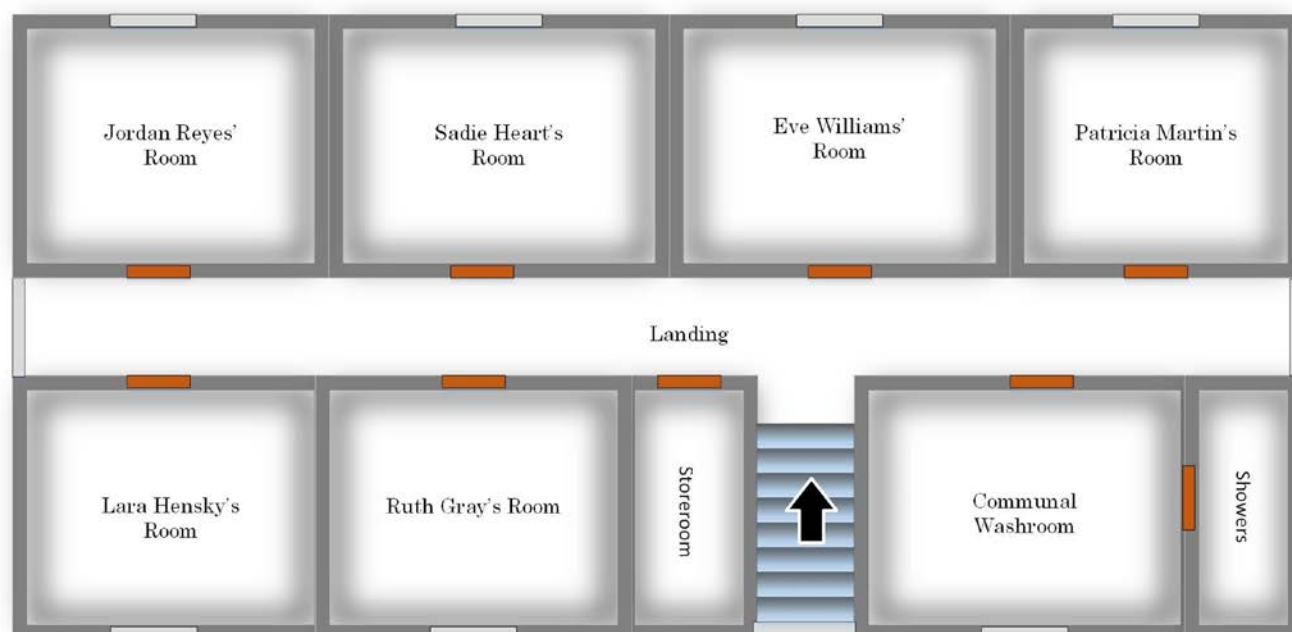 Jordan Reyes'
Room
Sadie Heart's
Room
Eve Williams'
Room
Patricia Martin's
Room
Landing
Lara Hensky's
Room
Ruth Gray's Room
Storeroom
Communal
Washroom
Showers